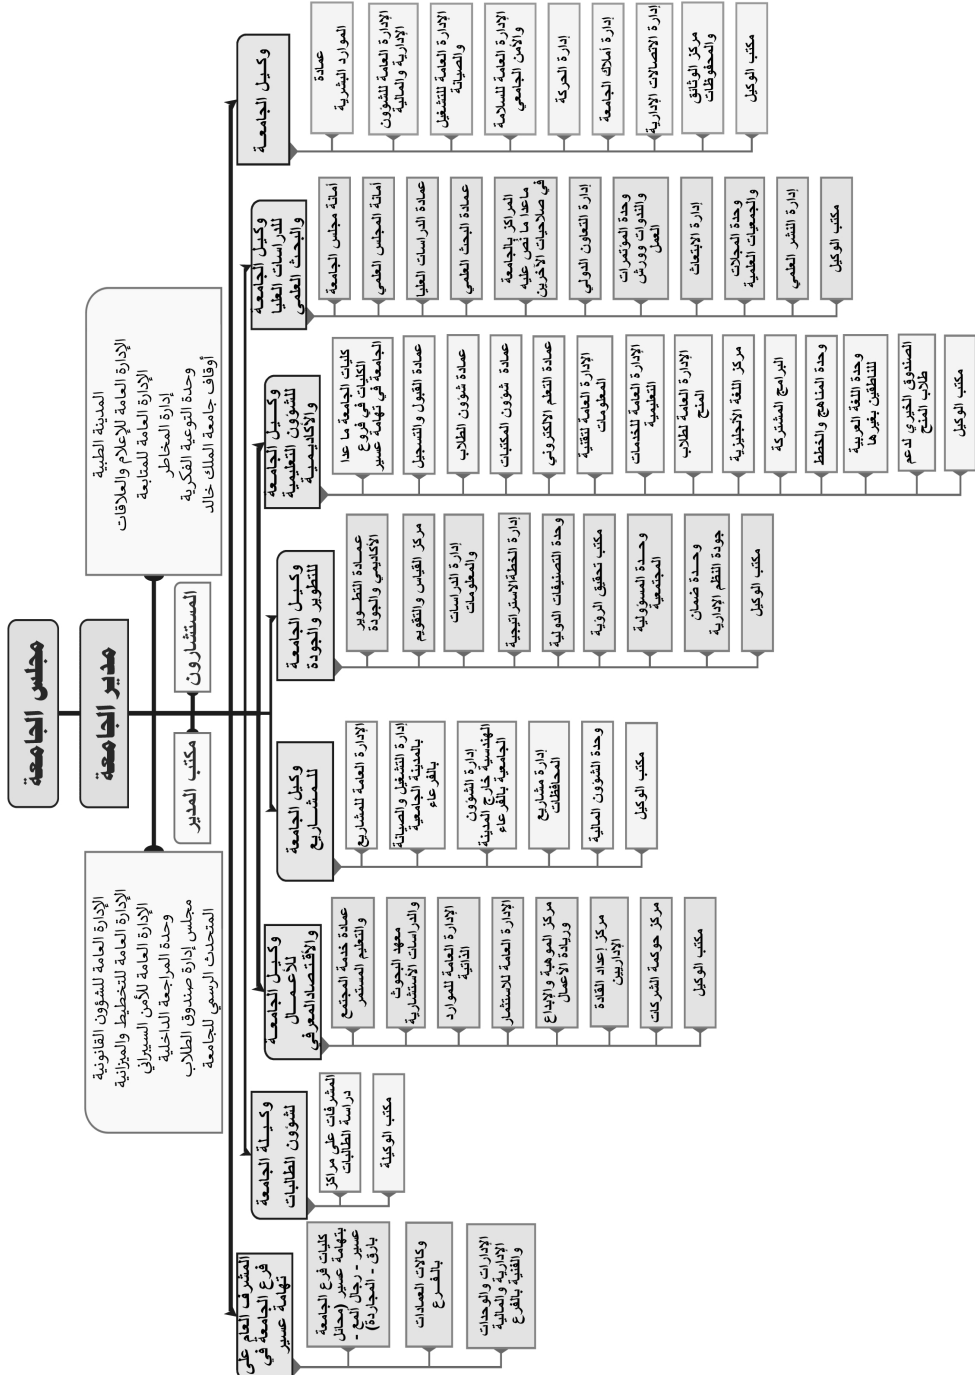 مجلس الجامعة
مدير الجامعة
مكتب المدير
المستشارون
المدينة الطبية
الإدارة العامة للإعلام والعلاقات
الإدارة العامة للمتابعة
إدارة المخاطر
وحدة التوعية الفكرية
أوقاف جامعة الملك خالد
الإدارة العامة للشؤون القانونية
الإدارة العامة للتخطيط والميزانية
الإدارة العامة للأمن السيبراني
وحدة المراجعة الداخلية
مجلس إدارة صندوق الطلاب
المتحدث الرسمي للجامعة
وكيل الجامعة
عمادة
الموارد البشرية
الإدارة العامة للشؤون
الإدارية والمالية
الإدارة العامة للتشغيل
والصيانة
الإدارة العامة للسلامة
والأمن الجامعي
إدارة الحركة
إدارة أملاك الجامعة
إدارة الاتصالات الإدارية
مركز الوثائق
والمحفوظات
مكتب الوكيل
وكيل الجامعة
للدراسات العليا
والبحث العلمي
أمانة مجلس الجامعة
أمانة المجلس العلمي
عمادة الدراسات العليا
عمادة البحث العلمي
المراكز بالجامعة
ماعدا ما نص عليه
في صلاحيات الآخرين
إدارة التعاون الدولي
وحدة المؤتمرات
والندوات وورش
العمل
إدارة الابتعاث
وحدة المجلات
والجمعيات العلمية
إدارة النشر العلمي
مكتب الوكيل
وكيل الجامعة
للشؤون التعليمية
والأكاديمية
كليات الجامعة ما عدا
الكليات في فروع
الجامعة في تهامة عسير
عمادة القبول والتسجيل
عمادة شؤون الطلاب
عمادة شؤون المكتبات
عمادة التعلم الالكتروني
الإدارة العامة لتقنية
المعلومات
الإدارة العامة للخدمات
التعليمية
الإدارة العامة لطلاب
المنح
مركز اللغة الأنجليزية
البرامج المشتركة
وحدة المناهج والخطط
وحدة اللغة العربية
للناطقين بغيرها
الصندوق الخيري لدعم
طلاب المنح
مكتب الوكيل
وكيل الجامعة
للتطوير والجودة
عمادة التطوير
الأكاديمي والجودة
مركز القياس والتقويم
إدارة الدراسات
والمعلومات
إدارة الخطةالاستراتيجية
وحدة التصنيفات الدولية
مكتب تحقيق الروية
وحدة المسؤولية
المجتمعية
وحدة ضمان
جودة النظم الإدارية
مكتب الوكيل
وكيل الجامعة
للمشاريع
الإدارة العامة للمشاريع
إدارة التشغيل والصيانة
بالمدينة الجامعية
بالفرعاء
إدارة الشؤون
الهندسية خارج المدينة
الجامعية بالفرعاء
إدارة مشاريع
المحافظات
وحدة الشؤون المالية
مكتب الوكيل
وكيل الجامعة
للأعمال
والأقتصادالمعرفي
عمادة خدمة المجتمع
والتعليم المستمر
معهد البحوث
والدراسات الأستشارية
الإدارة العامة للموارد
الذاتية
الإدارة العامة للاستثمار
مركز الموهبة والإبداع
وريادة الأعمال
مركز إعداد القادة
الإداريين
مركز حوكمة الشركات
مكتب الوكيل
وكيلة الجامعة
لشؤون الطالبات
المشرفات على مراكز
دراسة الطالبات
مكتب الوكيلة
المشرف العام على
فرع الجامعة في
تهامة عسير
كليات فرع الجامعة
بتهامة عسير (محائل
عسير - رجال المع -
بارق - المجاردة)
وكالات العمادات
بالفرع
الإدارات والوحدات
الإدارية والمالية
والفنية بالفرع